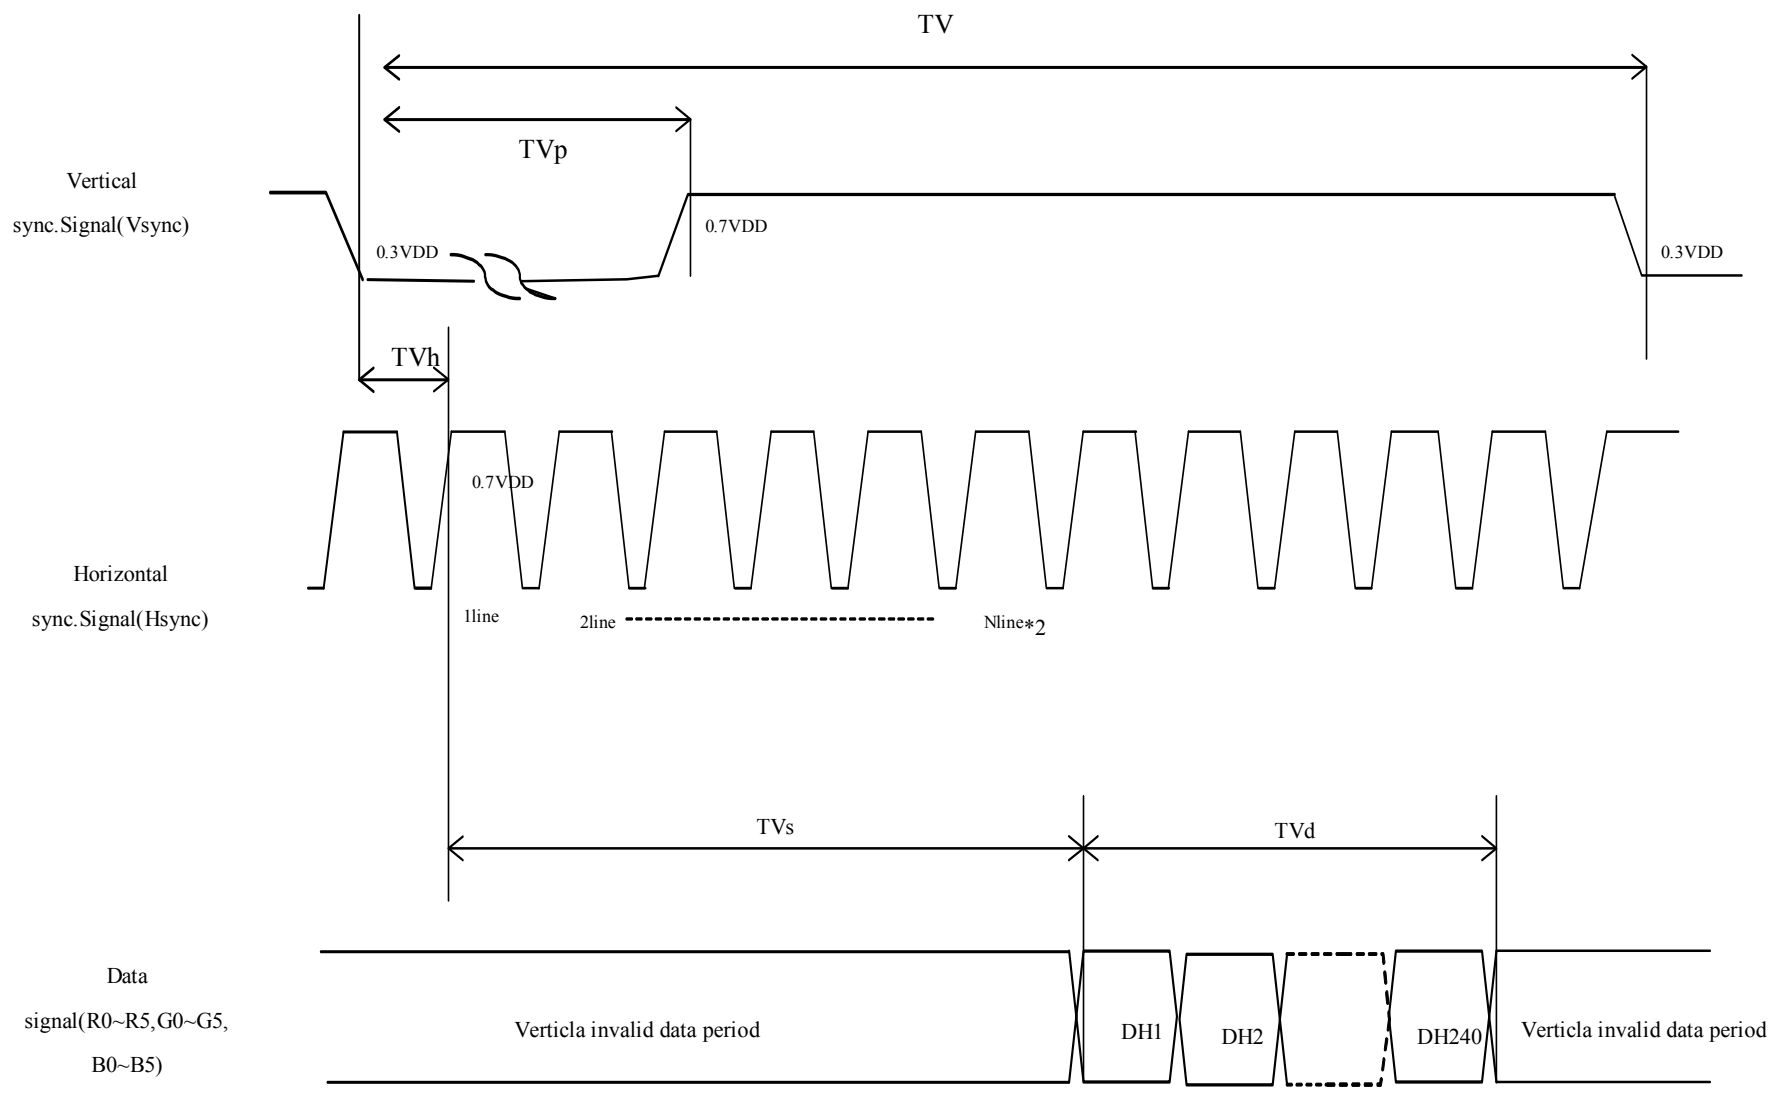 TV
TVp
Vertical
sync.Signal(Vsync)
0.7VDD
0.3VDD
0.3VDD
TVh
0.7VDD
Horizontal
sync.Signal(Hsync)
1line
2line
Nline*2
TVs
TVd
Data
signal(R0~R5,G0~G5,
B0~B5)
Verticla invalid data period
DH1
DH2
DH240
Verticla invalid data period